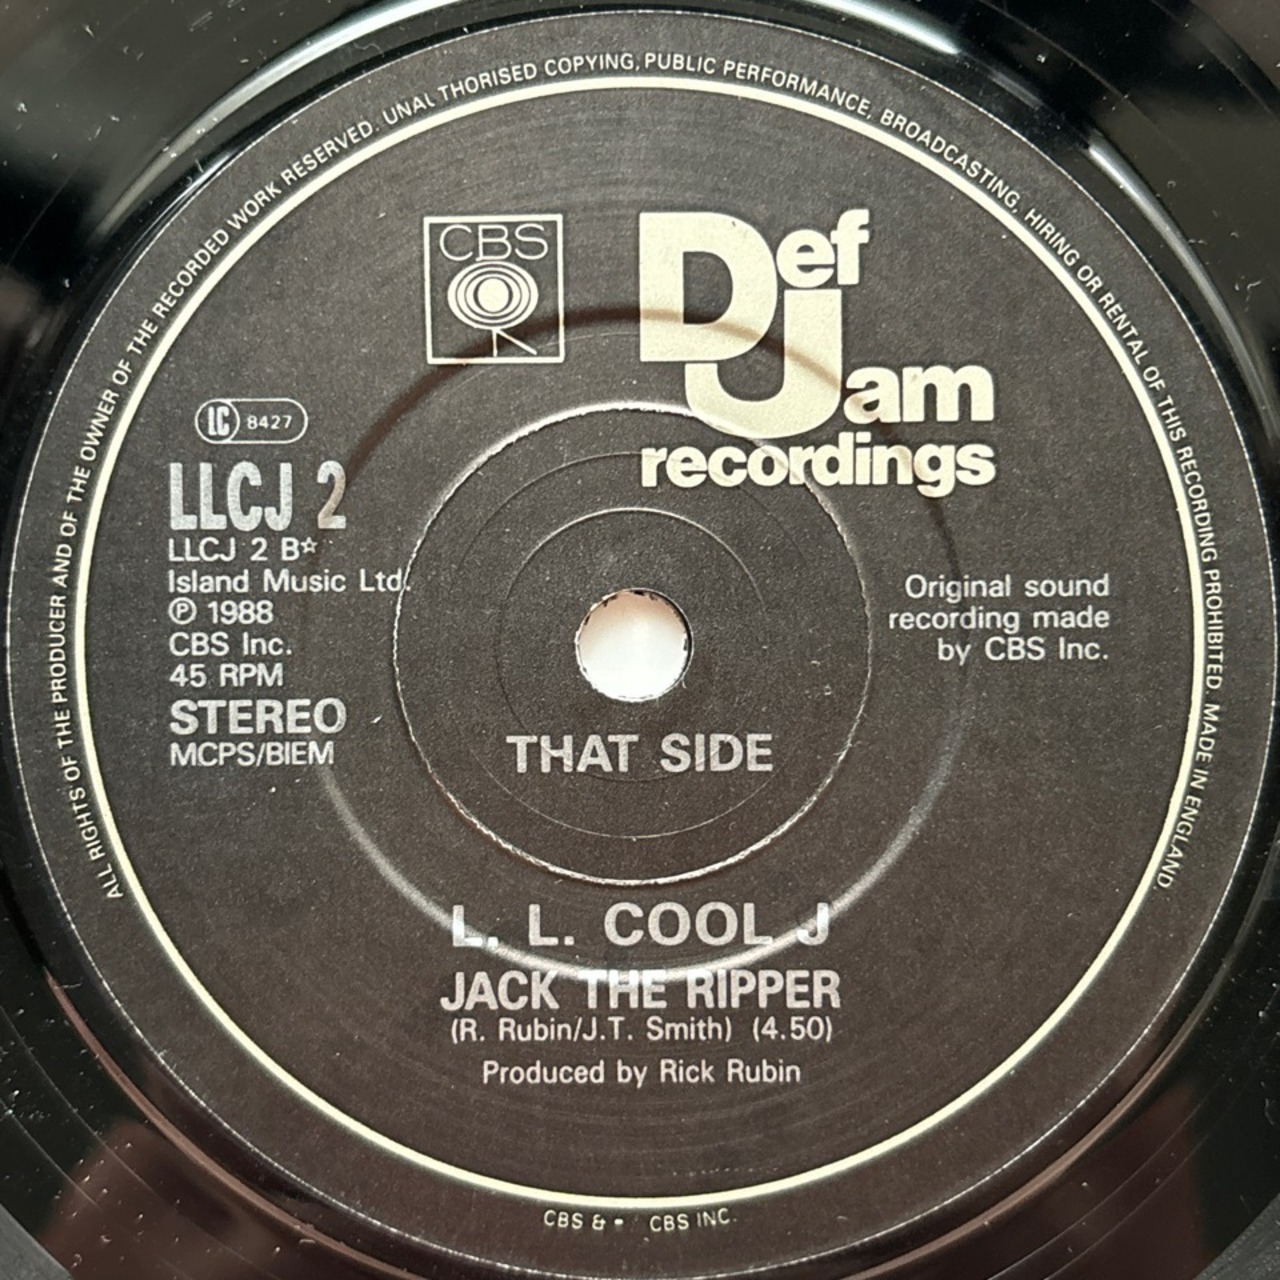 ALL RIGHTS OF THE PRODUCER AND OF THE OWNER OF THE RECORDED WORK RESERVED. UNAUTHORISED COPYING, PUBLIC PERFORMANCE, BROADCASTING, HIRING OR RENTAL OF THIS RECORDING PROHIBITED. MADE IN ENGLAND.
CBS
Def
Jam
recordings
LC 8427
LLCJ 2
LLCJ 2 B☆
Island Music Ltd.
℗ 1988
CBS Inc.
45 RPM
STEREO
MCPS/BIEM
Original sound
recording made
by CBS Inc.
THAT SIDE
L. L. COOL J
JACK THE RIPPER
(R. Rubin/J.T. Smith) (4.50)
Produced by Rick Rubin
CBS & CBS INC.